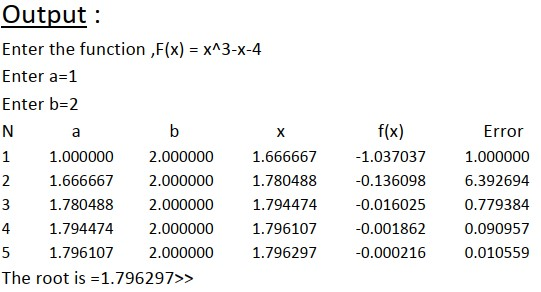 Output :
Enter the function ,F(x) = x^3-x-4
Enter a=1
Enter b=2
N a b x f(x) Error
1 1.000000 2.000000 1.666667 -1.037037 1.000000
2 1.666667 2.000000 1.780488 -0.136098 6.392694
3 1.780488 2.000000 1.794474 -0.016025 0.779384
4 1.794474 2.000000 1.796107 -0.001862 0.090957
5 1.796107 2.000000 1.796297 -0.000216 0.010559
The root is =1.796297>>